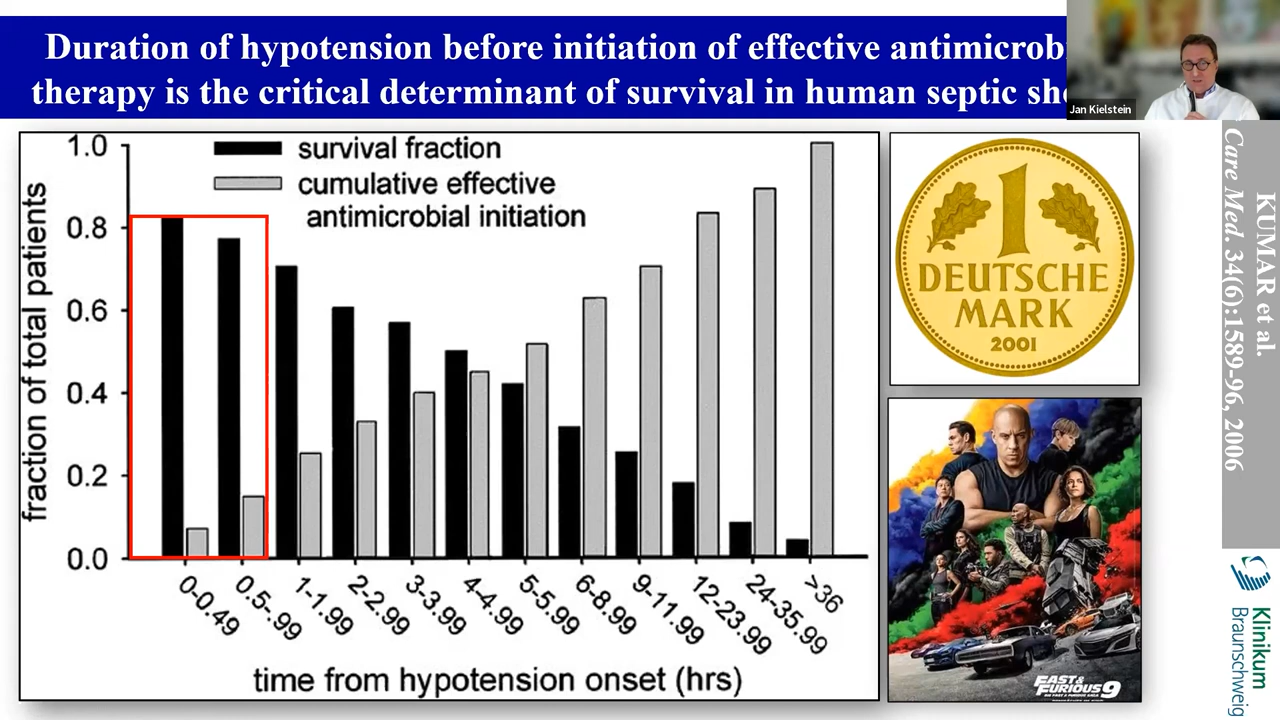 Duration of hypotension before initiation of effective antimicrob
therapy is the critical determinant of survival in human septic sh
Jan Kielstein
survival fraction
cumulative effective
antimicrobial initiation
fraction of total patients
1.0
0.8
0.6
0.4
0.2
0.0
0-0.49
0.5-.99
1-1.99
2-2.99
3-3.99
4-4.99
5-5.99
6-8.99
9-11.99
12-23.99
24-35.99
>36
time from hypotension onset (hrs)
1
DEUTSCHE
MARK
2001
FAST &
FURIOUS 9
KUMAR et al.
Care Med. 34(6):1589-96, 2006
Klinikum
Braunschweig